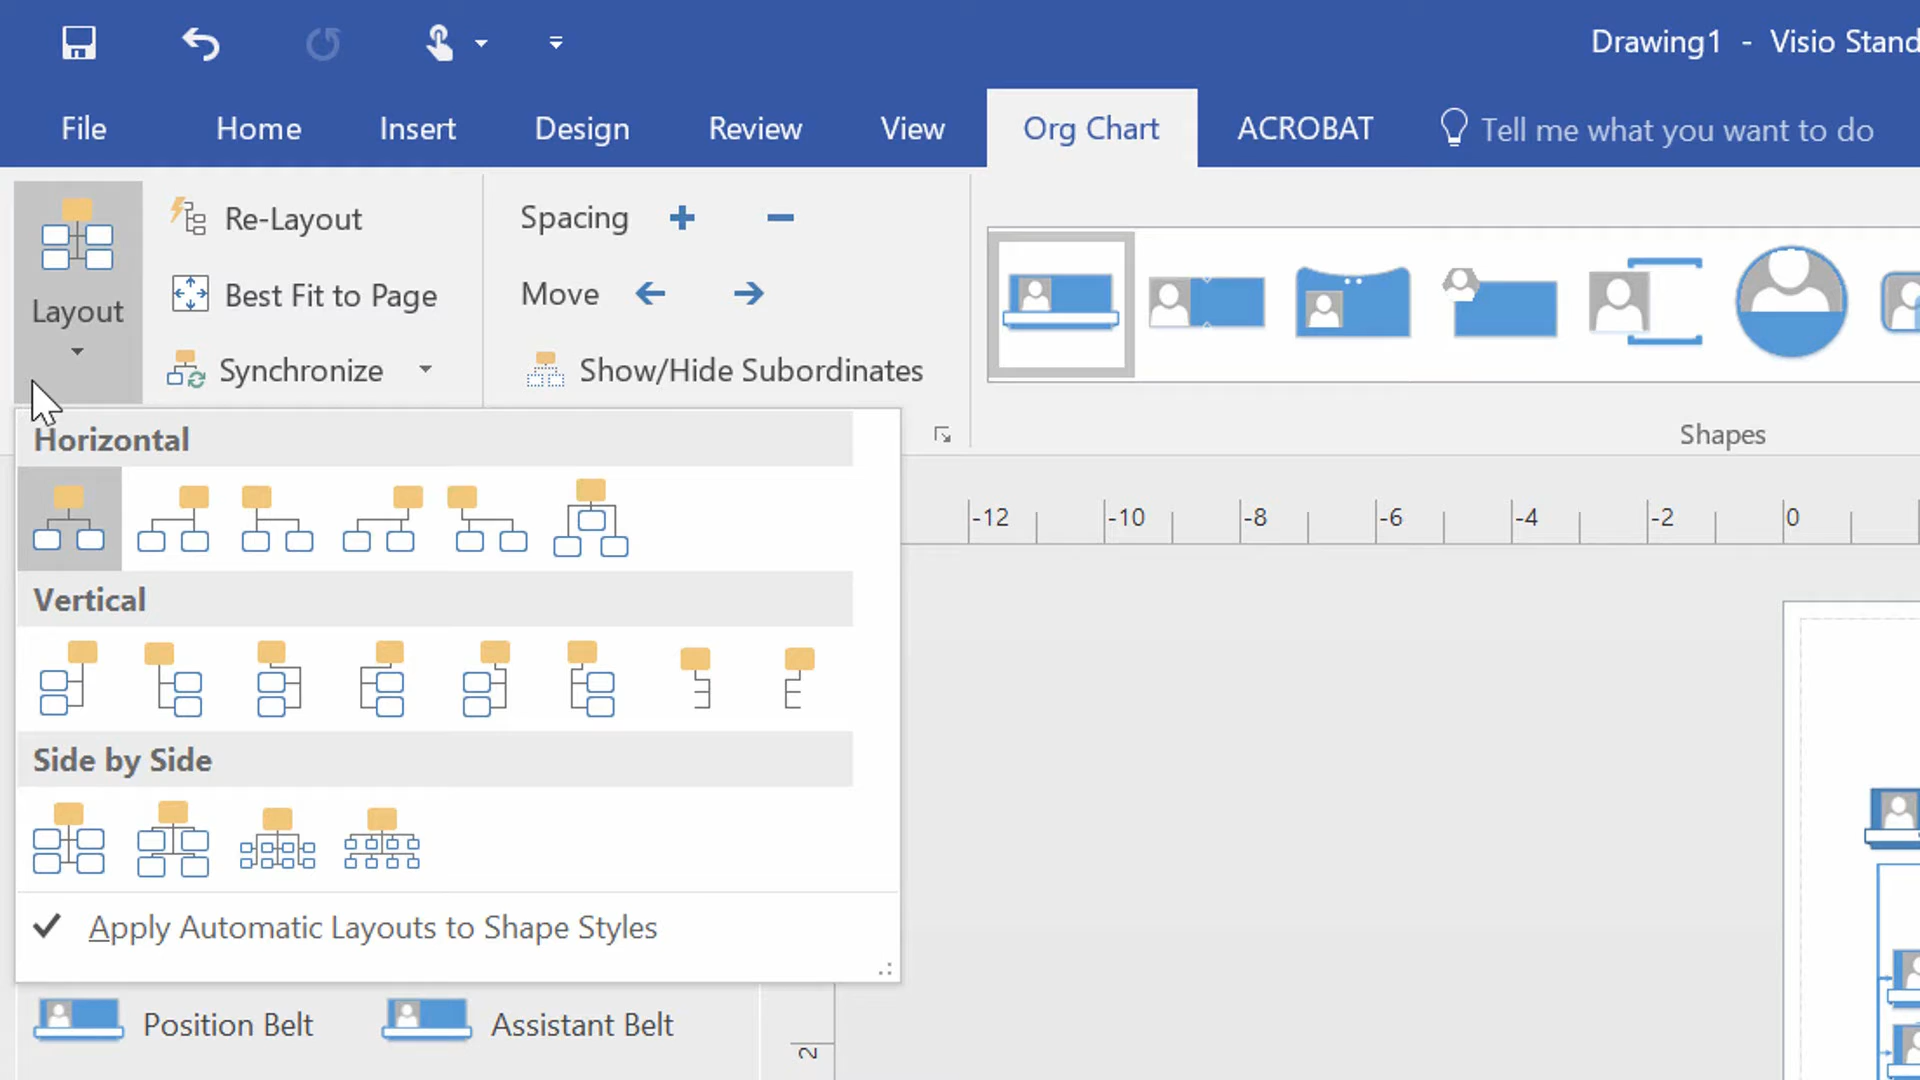 Drawing1 - Visio Stand
File Home Insert Design Review View Org Chart ACROBAT Tell me what you want to do
Layout
Re-Layout
Best Fit to Page
Synchronize
Spacing
Move
Show/Hide Subordinates
Shapes
Horizontal
Vertical
Side by Side
Apply Automatic Layouts to Shape Styles
-12 -10 -8 -6 -4 -2 0
Position Belt Assistant Belt
2